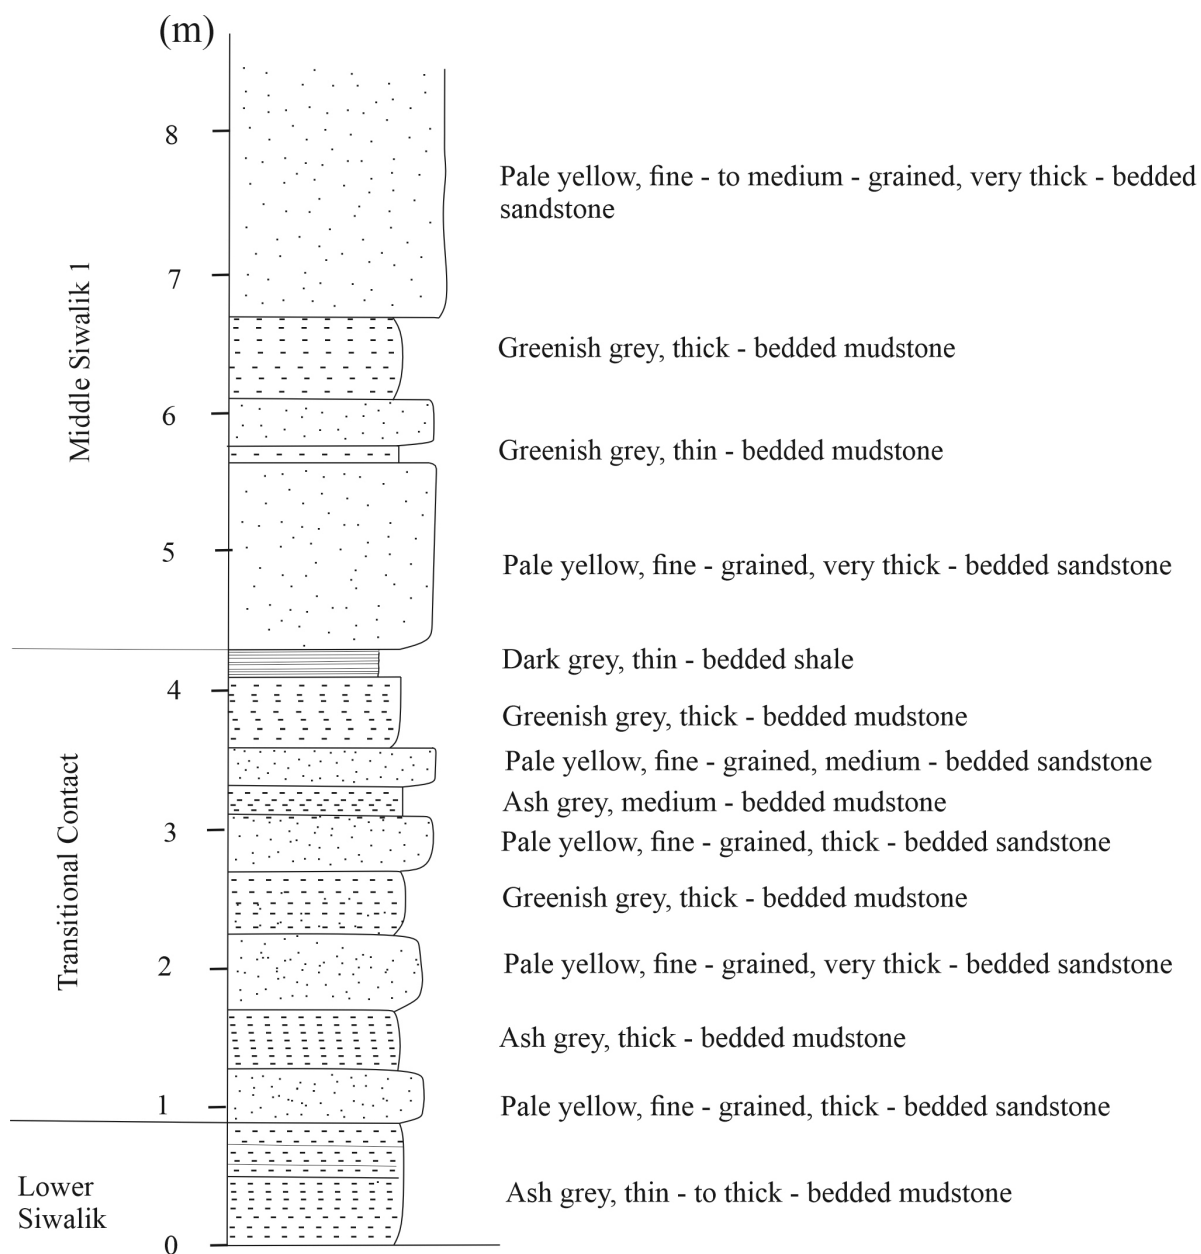 (m)
8
Pale yellow, fine - to medium - grained, very thick - bedded
sandstone
7
Middle Siwalik 1
Greenish grey, thick - bedded mudstone
6
Greenish grey, thin - bedded mudstone
5
Pale yellow, fine - grained, very thick - bedded sandstone
Dark grey, thin - bedded shale
4
Greenish grey, thick - bedded mudstone
Pale yellow, fine - grained, medium - bedded sandstone
Ash grey, medium - bedded mudstone
3
Pale yellow, fine - grained, thick - bedded sandstone
Transitional Contact
Greenish grey, thick - bedded mudstone
2
Pale yellow, fine - grained, very thick - bedded sandstone
Ash grey, thick - bedded mudstone
1
Pale yellow, fine - grained, thick - bedded sandstone
Lower
Siwalik
Ash grey, thin - to thick - bedded mudstone
0